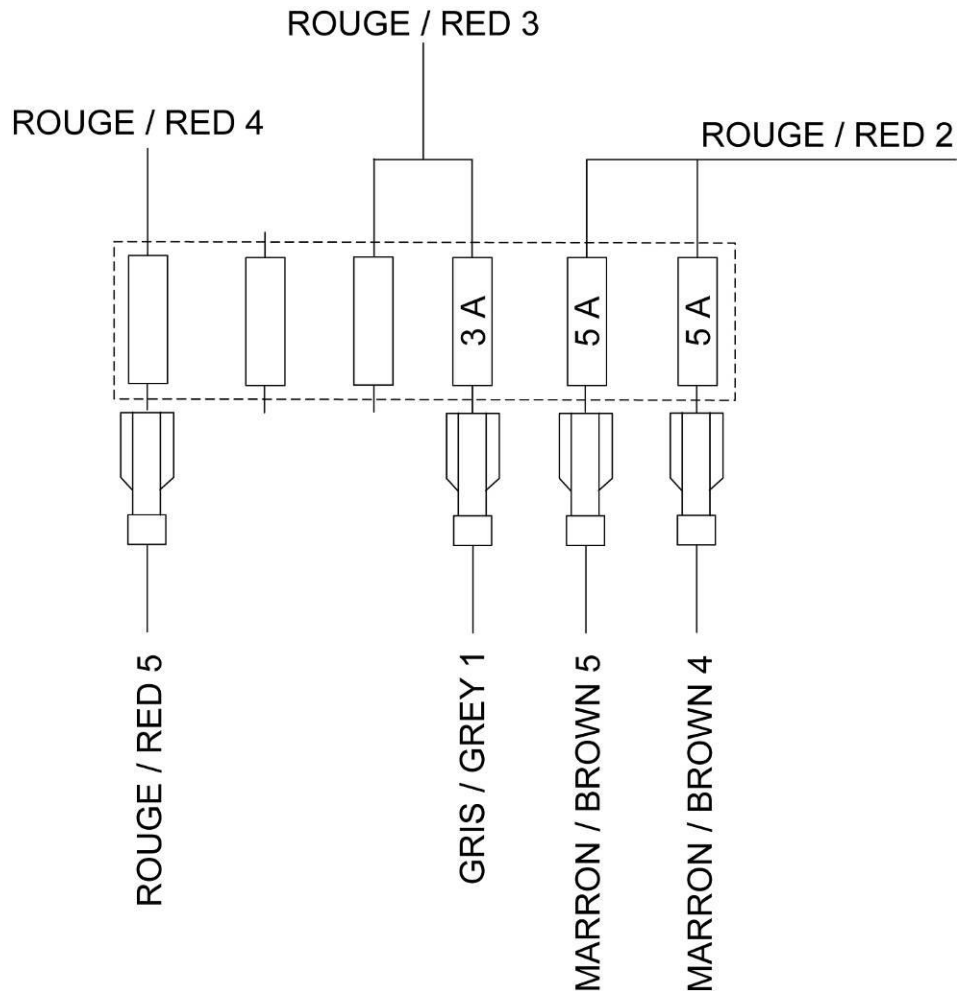 ROUGE / RED 3
ROUGE / RED 4
ROUGE / RED 2
3 A
5 A
5 A
ROUGE / RED 5
GRIS / GREY 1
MARRON / BROWN 5
MARRON / BROWN 4